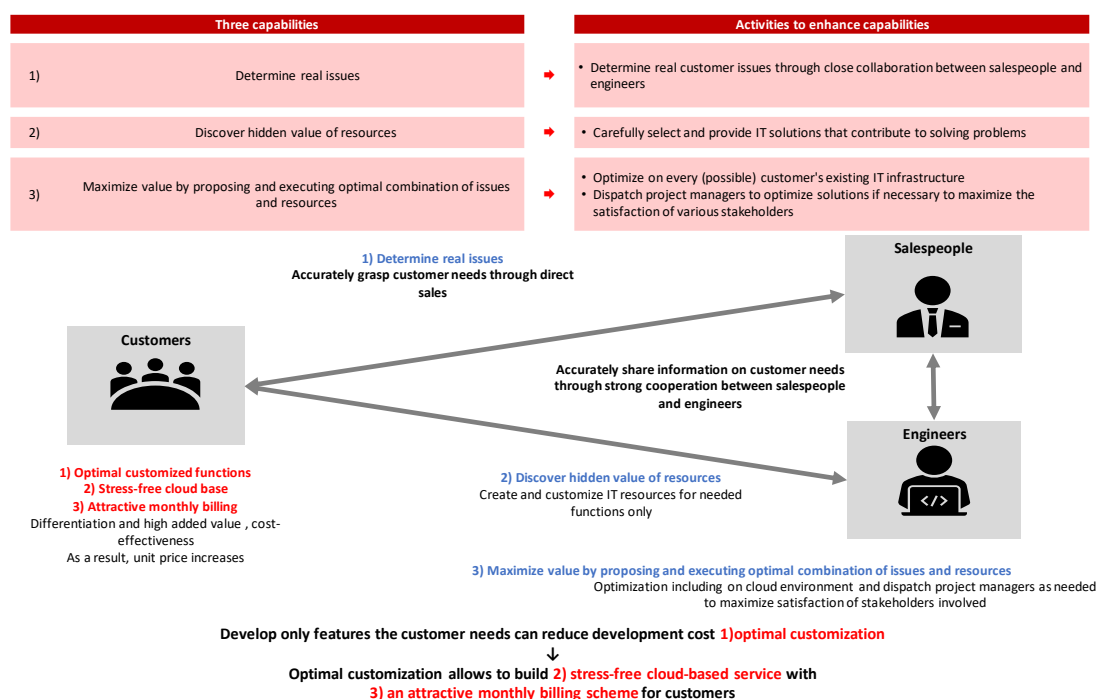 Three capabilities
Activities to enhance capabilities
1)
Determine real issues
• Determine real customer issues through close collaboration between salespeople and
engineers
2)
Discover hidden value of resources
• Carefully select and provide IT solutions that contribute to solving problems
3)
Maximize value by proposing and executing optimal combination of issues
and resources
• Optimize on every (possible) customer's existing IT infrastructure
• Dispatch project managers to optimize solutions if necessary to maximize the
satisfaction of various stakeholders
1) Determine real issues
Accurately grasp customer needs through direct
sales
Salespeople
Customers
Accurately share information on customer needs
through strong cooperation between salespeople
and engineers
Engineers
</>
1) Optimal customized functions
2) Stress-free cloud base
3) Attractive monthly billing
Differentiation and high added value , cost-
effectiveness
As a result, unit price increases
2) Discover hidden value of resources
Create and customize IT resources for needed
functions only
3) Maximize value by proposing and executing optimal combination of issues and resources
Optimization including on cloud environment and dispatch project managers as needed
to maximize satisfaction of stakeholders involved
Develop only features the customer needs can reduce development cost 1)optimal customization
↓
Optimal customization allows to build 2) stress-free cloud-based service with
3) an attractive monthly billing scheme for customers